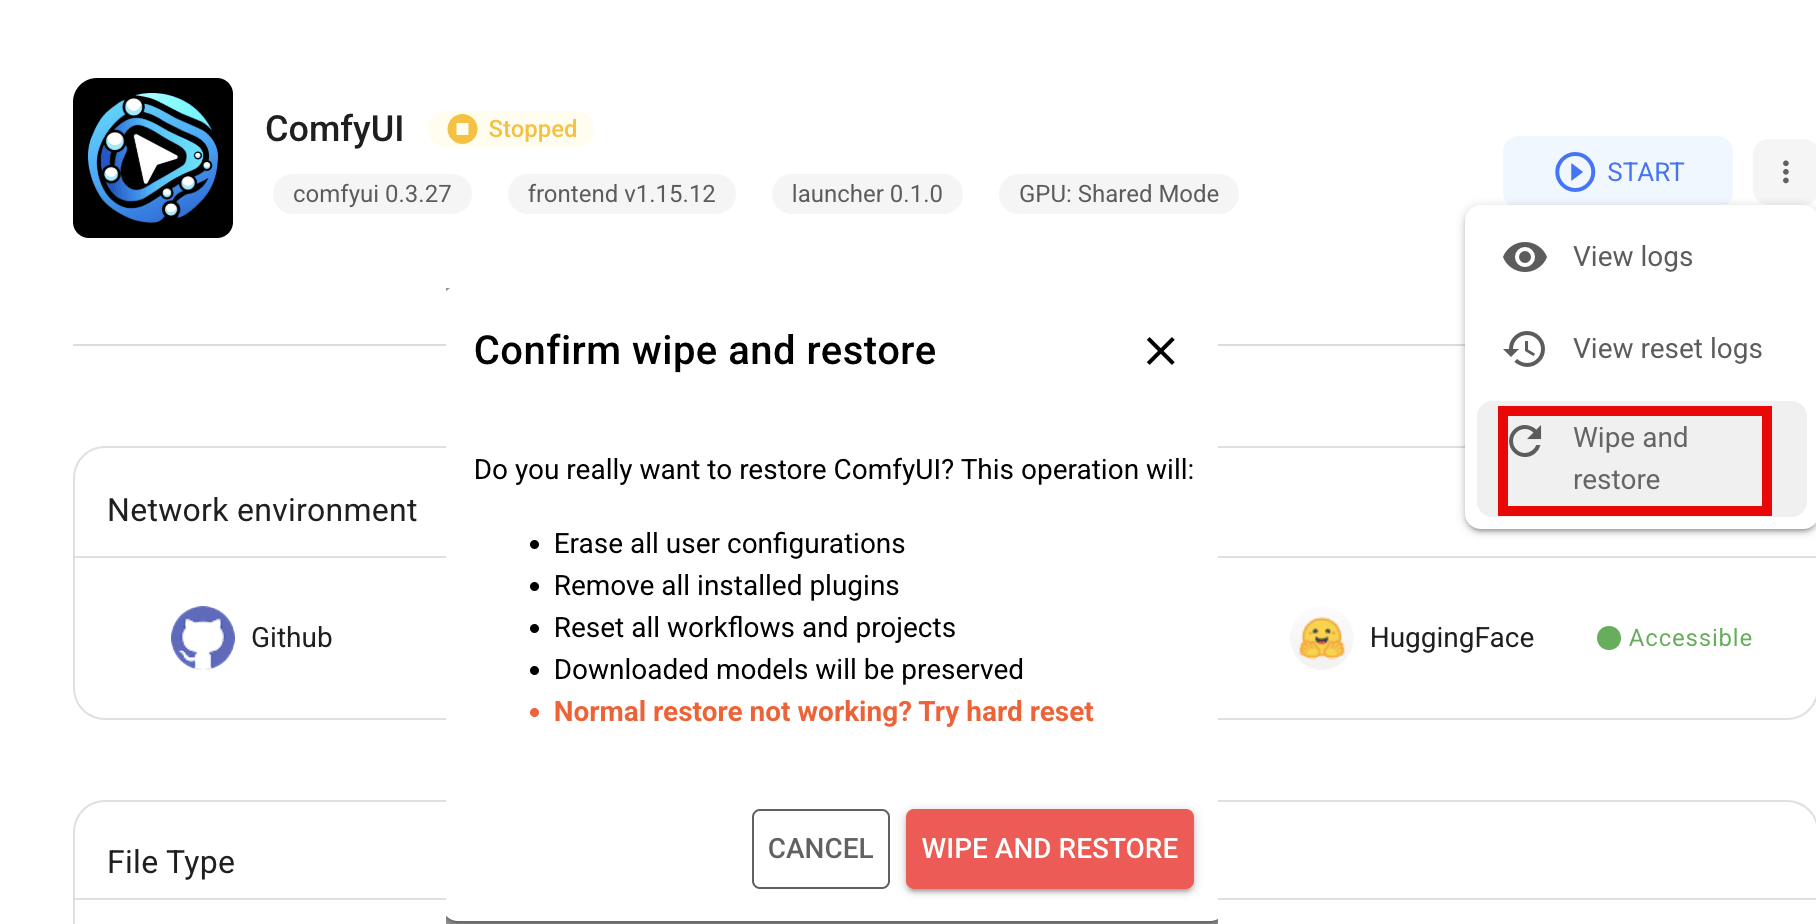 ComfyUI
Stopped
comfyui 0.3.27
frontend v1.15.12
launcher 0.1.0
GPU: Shared Mode
START
View logs
View reset logs
Wipe and
restore
Confirm wipe and restore
Do you really want to restore ComfyUI? This operation will:
• Erase all user configurations
• Remove all installed plugins
• Reset all workflows and projects
• Downloaded models will be preserved
• Normal restore not working? Try hard reset
CANCEL
WIPE AND RESTORE
Network environment
Github
HuggingFace
Accessible
File Type